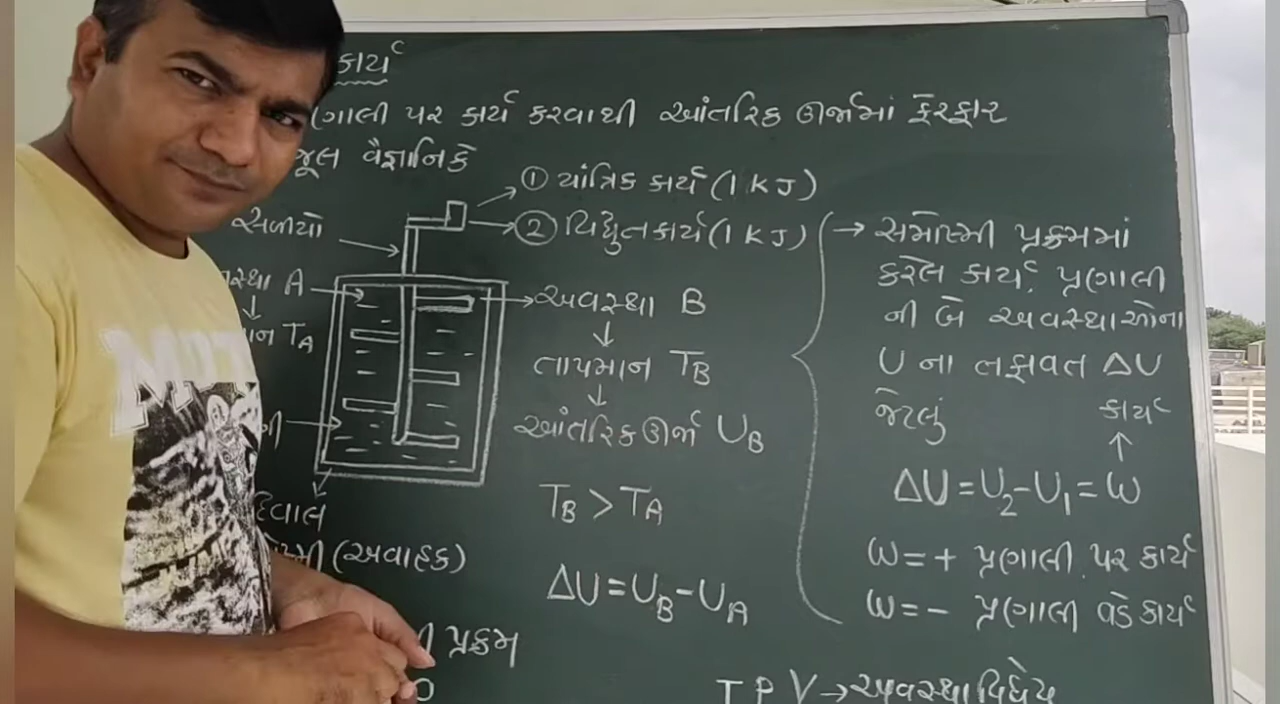 કાર્ય
પર કાર્ય કરવાથી આંતરિક ઊર્જામાં ફેરફાર
જૂલ વૈજ્ઞાનિકે
① યાંત્રિક કાર્ય (1 KJ)
② વિદ્યુતકાર્ય (1 KJ)
સળીયો
A
TA
→ અવસ્થા B
↓
તાપમાન TB
↓
આંતરિક ઊર્જા UB
TB > TA
ΔU = UB - UA
દિવાલ
(અવાહક)
પ્રક્રમ
→ સમોષ્મી પ્રક્રમમાં
કરેલ કાર્ય, પ્રણાલી
ની બે અવસ્થાઓના
U ના તફાવત ΔU
જેટલું
કાર્ય
↑
ΔU = U2 - U1 = w
w = + પ્રણાલી પર કાર્ય
w = - પ્રણાલી વડે કાર્ય
T P V → અવસ્થા વિધેય